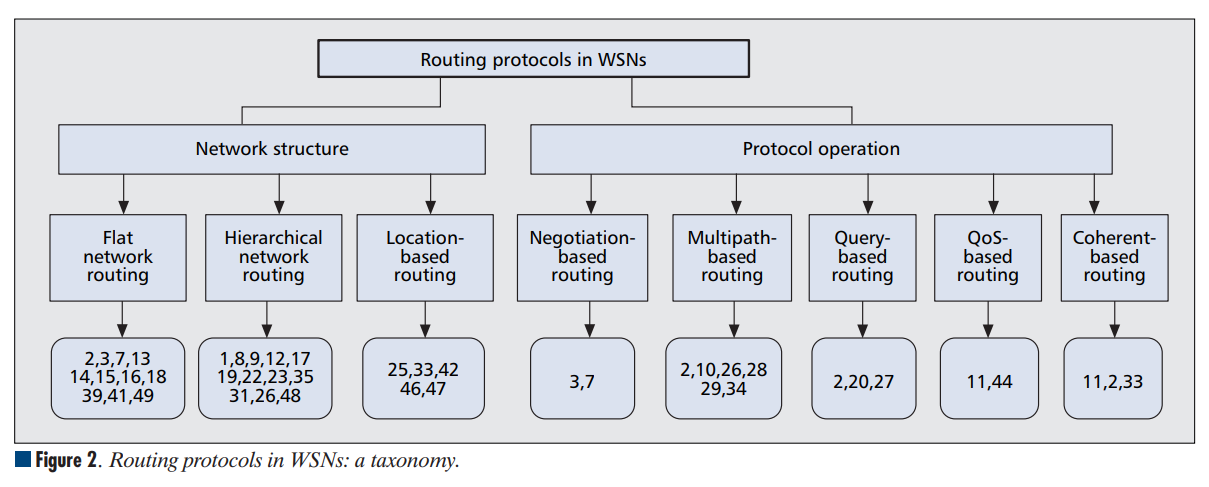 Routing protocols in WSNs
Network structure
Protocol operation
Flat
network
routing
Hierarchical
network
routing
Location-
based
routing
Negotiation-
based
routing
Multipath-
based
routing
Query-
based
routing
QoS-
based
routing
Coherent-
based
routing
2,3,7,13
14,15,16,18
39,41,49
1,8,9,12,17
19,22,23,35
31,26,48
25,33,42
46,47
3,7
2,10,26,28
29,34
2,20,27
11,44
11,2,33
Figure 2. Routing protocols in WSNs: a taxonomy.